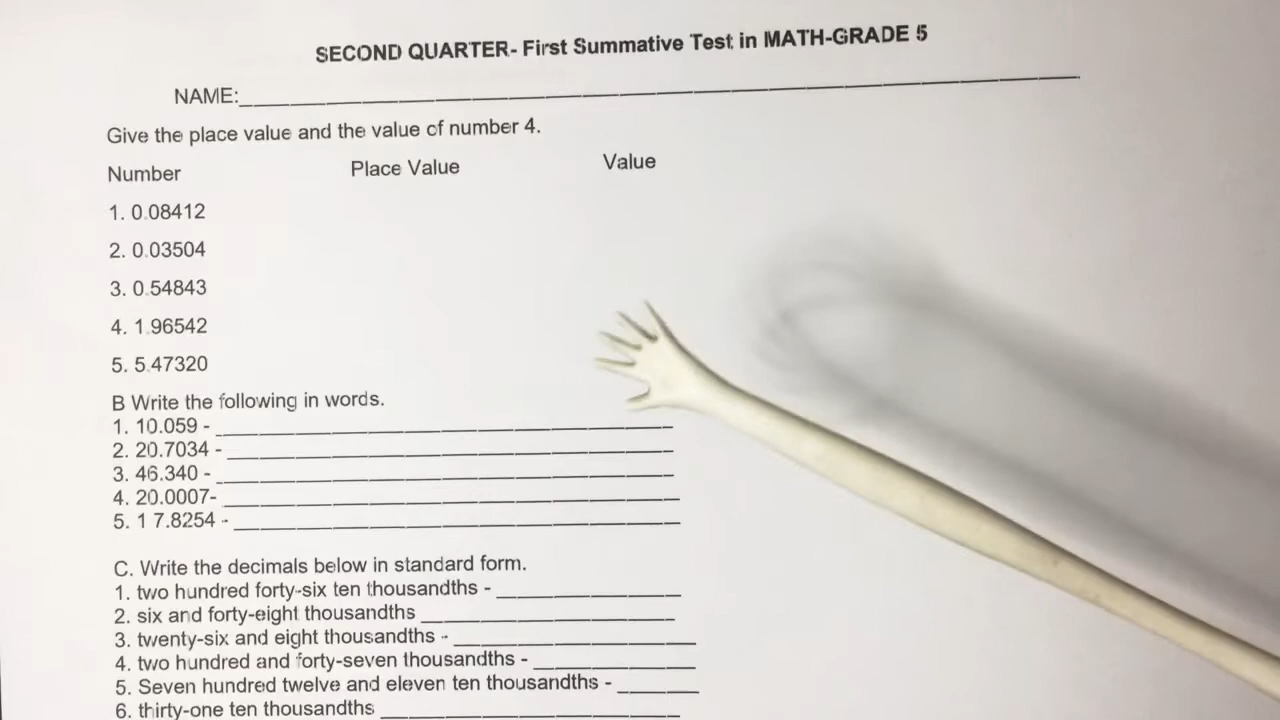 SECOND QUARTER- First Summative Test in MATH-GRADE 5
NAME:
Give the place value and the value of number 4.
Number Place Value Value
1. 0.08412
2. 0.03504
3. 0.54843
4. 1.96542
5. 5.47320
B Write the following in words.
1. 10.059 -
2. 20.7034 -
3. 46.340 -
4. 20.0007-
5. 1 7.8254 -
C. Write the decimals below in standard form.
1. two hundred forty-six ten thousandths -
2. six and forty-eight thousandths
3. twenty-six and eight thousandths -
4. two hundred and forty-seven thousandths -
5. Seven hundred twelve and eleven ten thousandths -
6. thirty-one ten thousandths